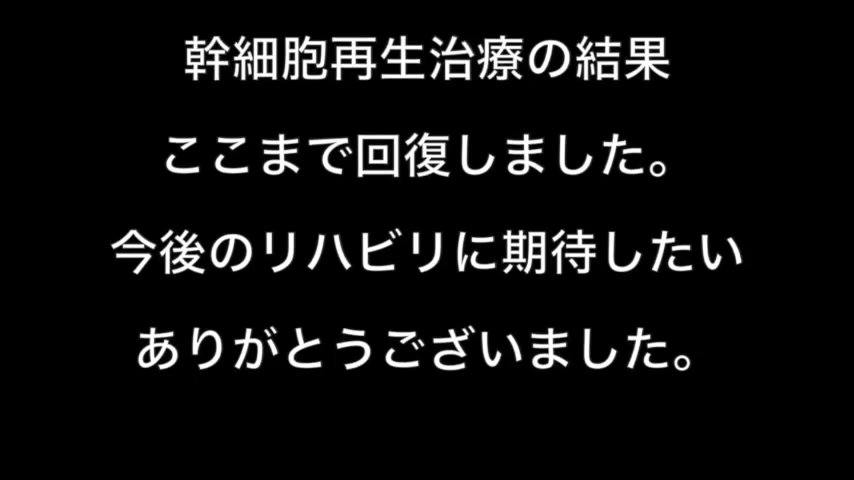 幹細胞再生治療の結果
ここまで回復しました。
今後のリハビリに期待したい
ありがとうございました。